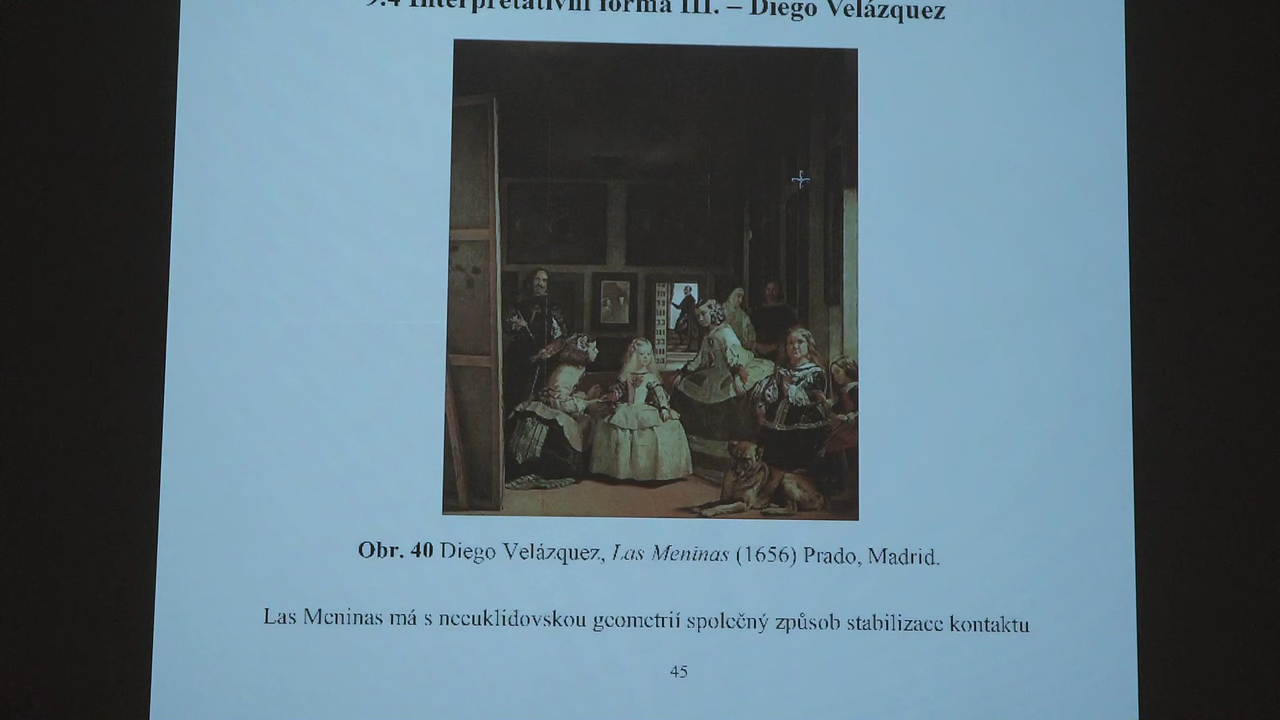 9.4 Interpretativní forma III. – Diego Velázquez
Obr. 40 Diego Velázquez, Las Meninas (1656) Prado, Madrid.
Las Meninas má s neeuklidovskou geometrií společný způsob stabilizace kontaktu
45